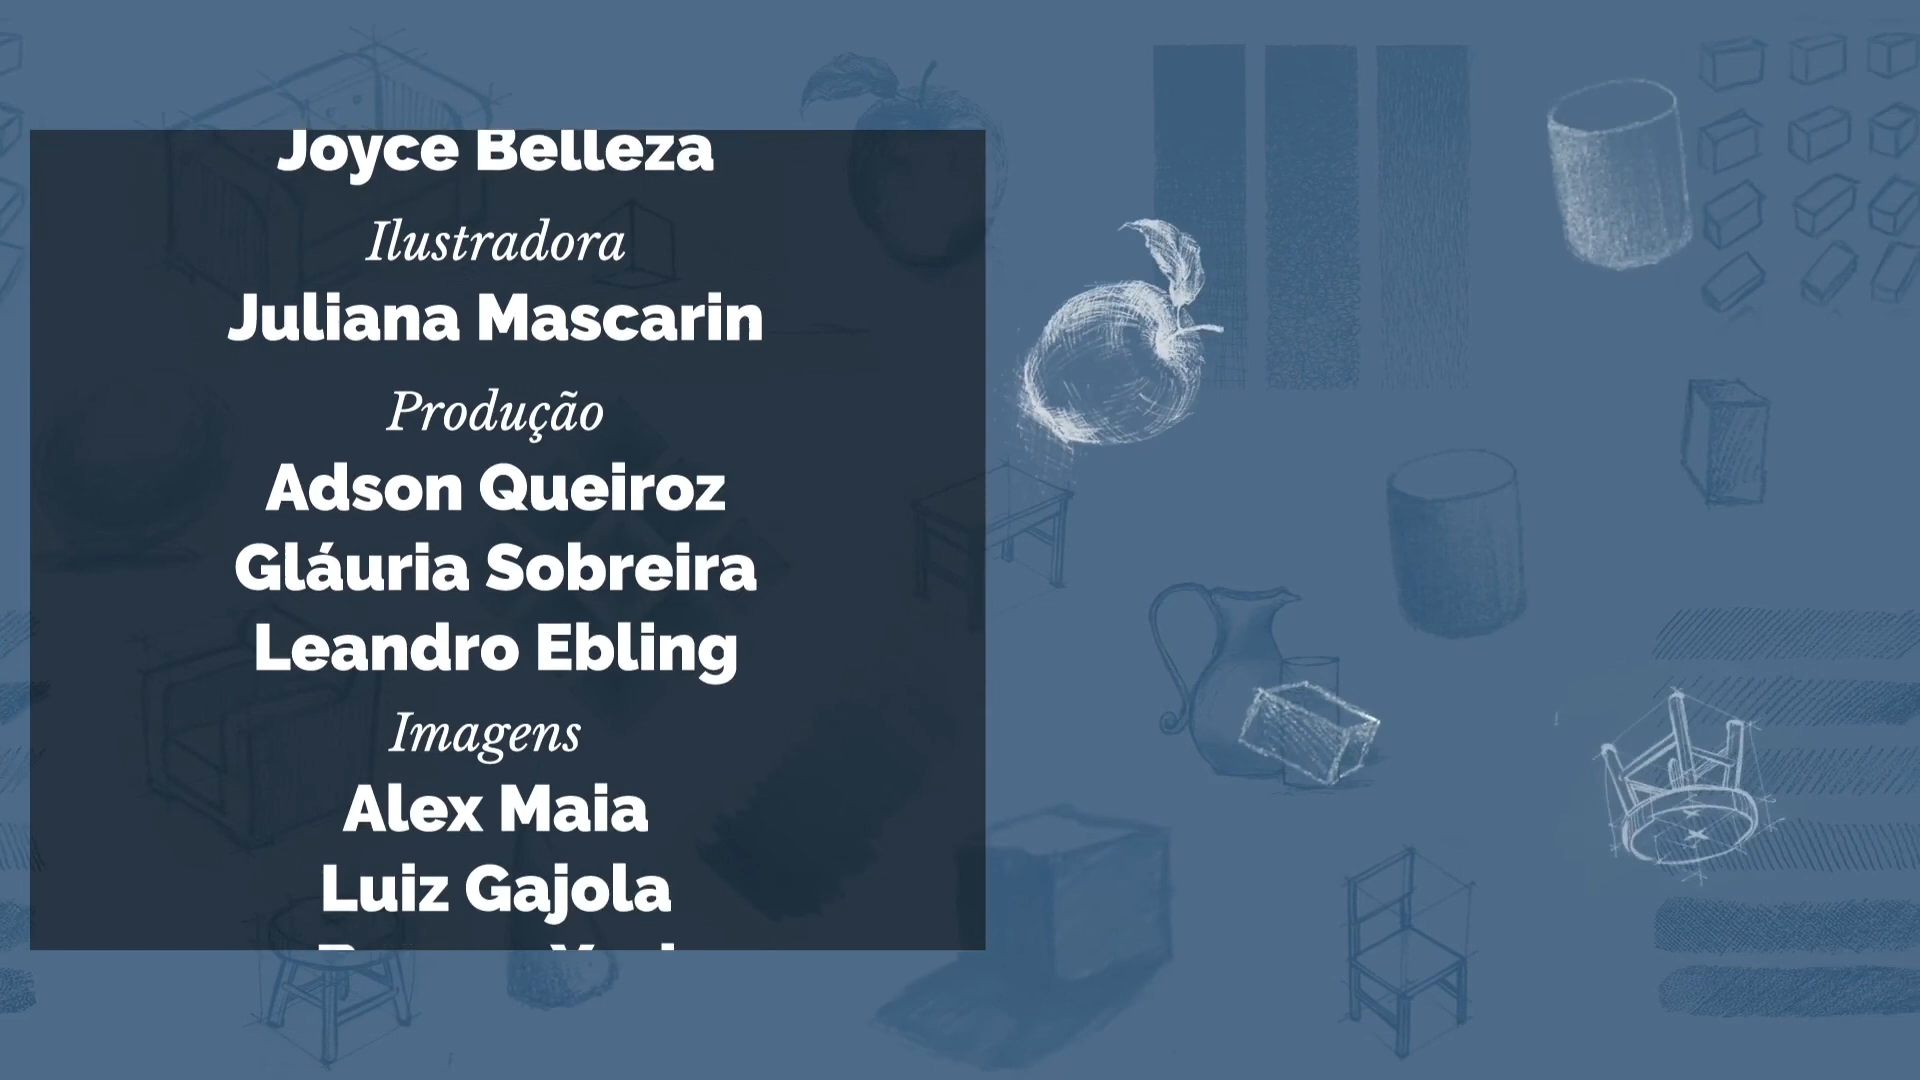 Joyce Belleza
Ilustradora
Juliana Mascarin
Produção
Adson Queiroz
Gláuria Sobreira
Leandro Ebling
Imagens
Alex Maia
Luiz Gajola